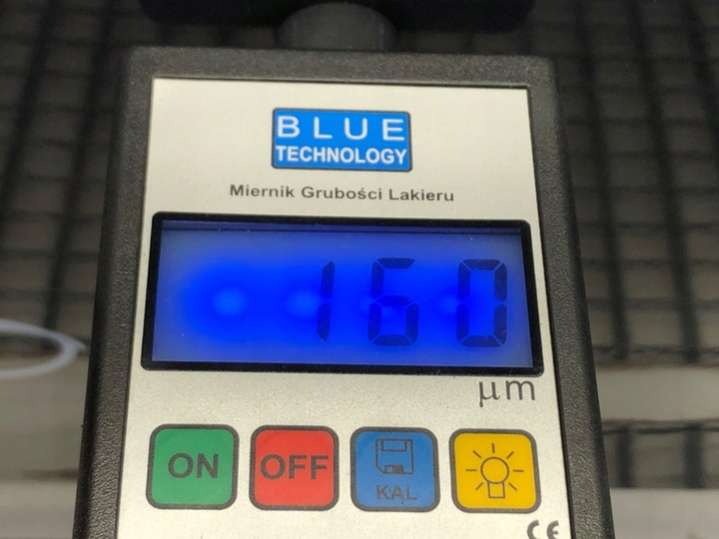 BLUE
TECHNOLOGY
Miernik Grubości Lakieru
160
μm
ON
OFF
KAL
CE